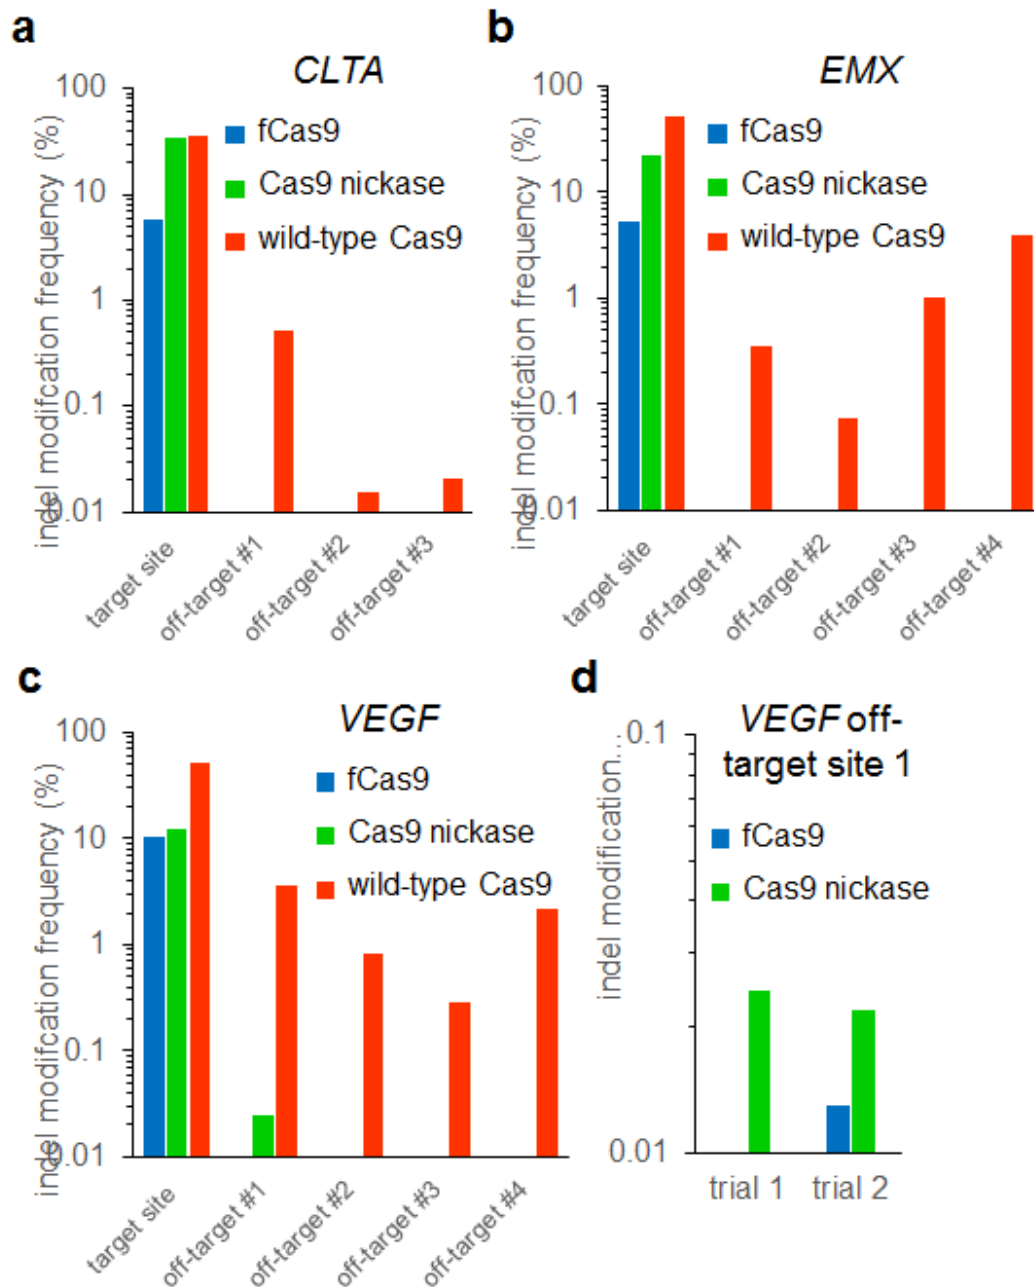 a
CLTA
indel modifcation frequency (%)
100
10
1
0.1
0.01
fCas9
Cas9 nickase
wild-type Cas9
target site
off-target #1
off-target #2
off-target #3
b
EMX
indel modifcation frequency (%)
100
10
1
0.1
0.01
fCas9
Cas9 nickase
wild-type Cas9
target site
off-target #1
off-target #2
off-target #3
off-target #4
c
VEGF
indel modifcation frequency (%)
100
10
1
0.1
0.01
fCas9
Cas9 nickase
wild-type Cas9
target site
off-target #1
off-target #2
off-target #3
off-target #4
d
VEGF off-
target site 1
indel modification...
0.1
0.01
fCas9
Cas9 nickase
trial 1
trial 2